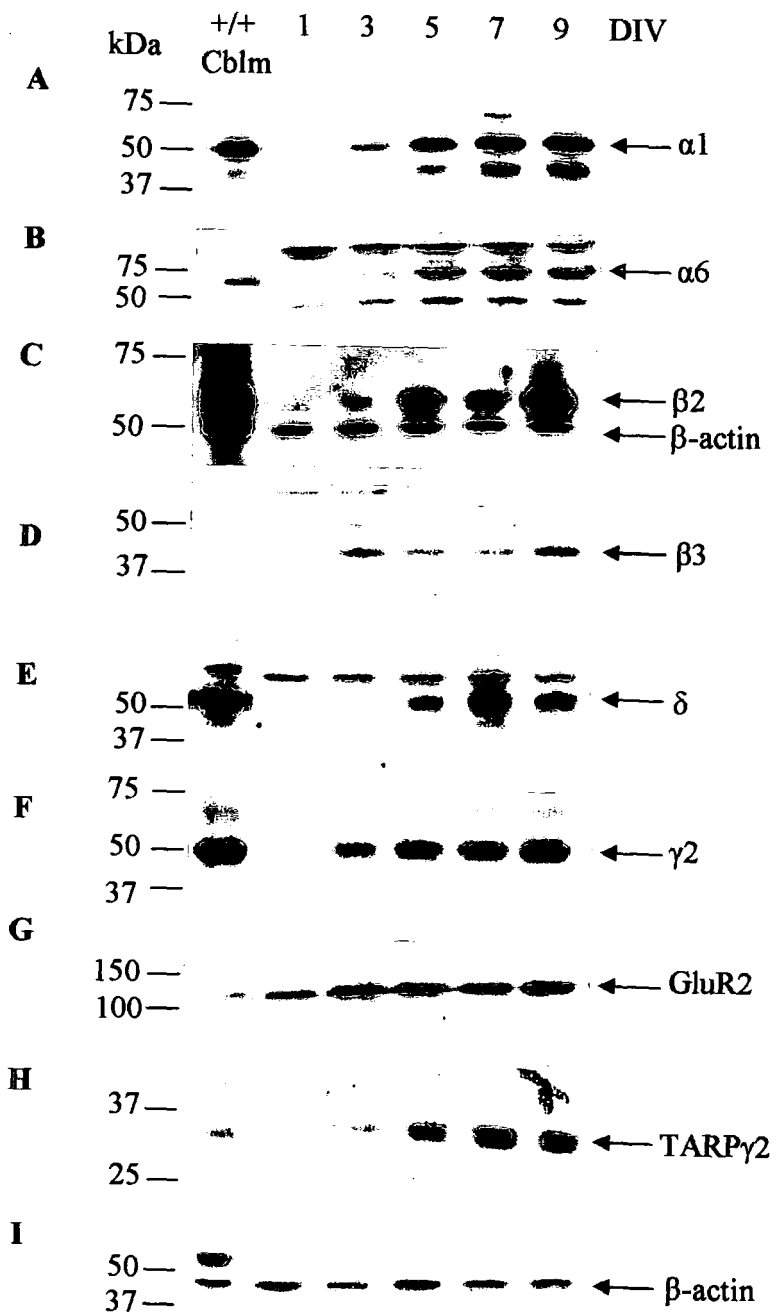 kDa +/+ Cblm 1 3 5 7 9 DIV
A
75
50
37
α1
B
75
50
α6
C
75
50
β2
β-actin
D
50
37
β3
E
50
37
δ
F
75
50
37
γ2
G
150
100
GluR2
H
37
25
TARPγ2
I
50
37
β-actin